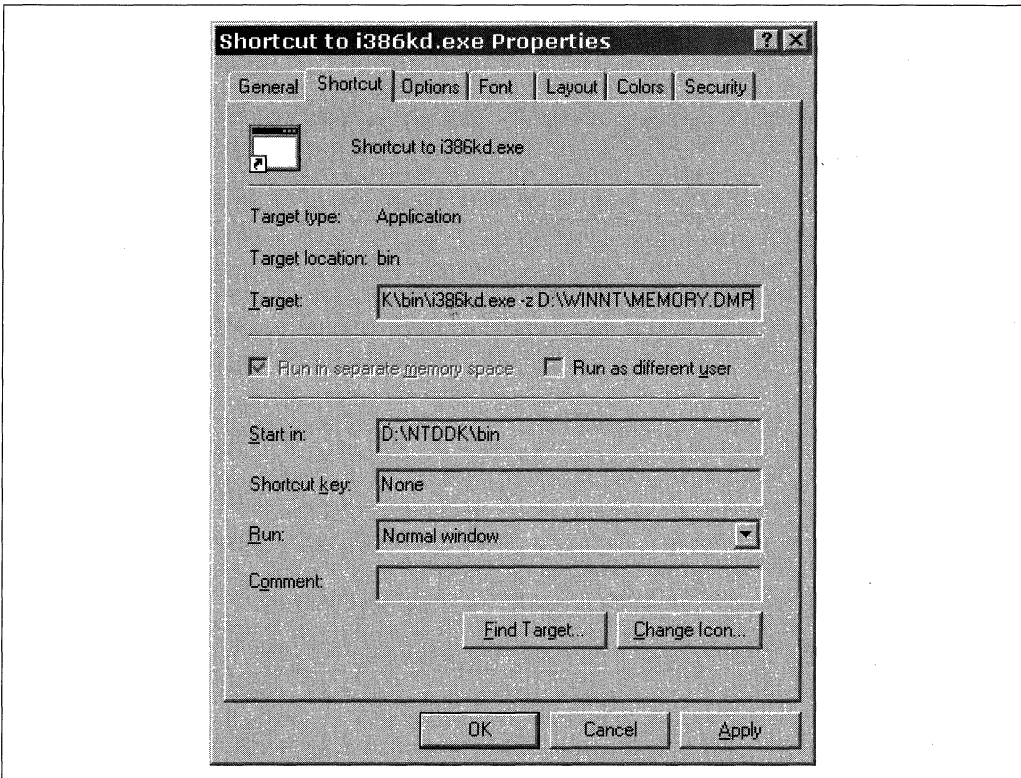 Shortcut to i386kd.exe Properties ? X
General Shortcut Options Font Layout Colors Security
Shortcut to i386kd.exe
Target type: Application
Target location: bin
Target: K\bin\i386kd.exe -z D:\WINNT\MEMORY.DMP
Run in separate memory space Run as different user
Start in: D:\NTDDK\bin
Shortcut key: None
Run: Normal window
Comment:
Find Target... Change Icon...
OK Cancel Apply